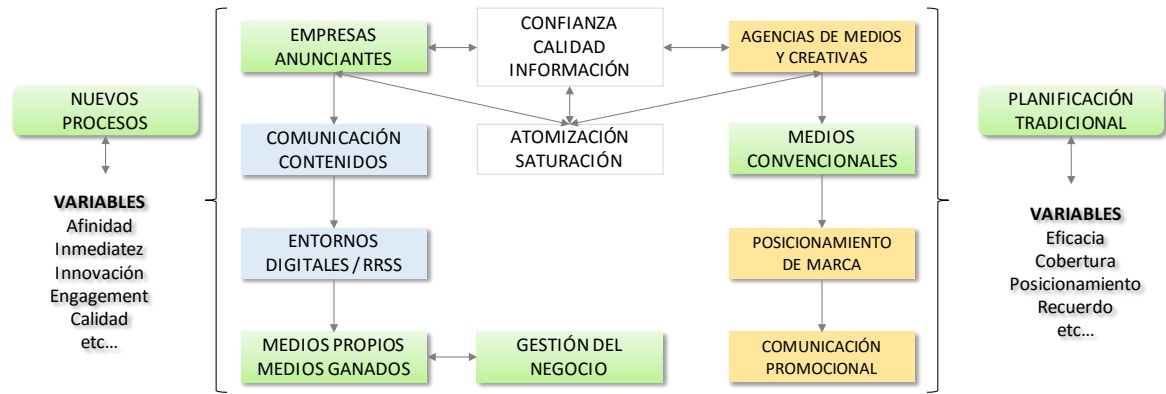 NUEVOS
PROCESOS
VARIABLES
Afinidad
Inmediatez
Innovación
Engagement
Calidad
etc...
EMPRESAS
ANUNCIANTES
CONFIANZA
CALIDAD
INFORMACIÓN
AGENCIAS DE MEDIOS
Y CREATIVAS
COMUNICACIÓN
CONTENIDOS
ATOMIZACIÓN
SATURACIÓN
MEDIOS
CONVENCIONALES
ENTORNOS
DIGITALES / RRSS
POSICIONAMIENTO
DE MARCA
MEDIOS PROPIOS
MEDIOS GANADOS
GESTIÓN DEL
NEGOCIO
COMUNICACIÓN
PROMOCIONAL
PLANIFICACIÓN
TRADICIONAL
VARIABLES
Eficacia
Cobertura
Posicionamiento
Recuerdo
etc...